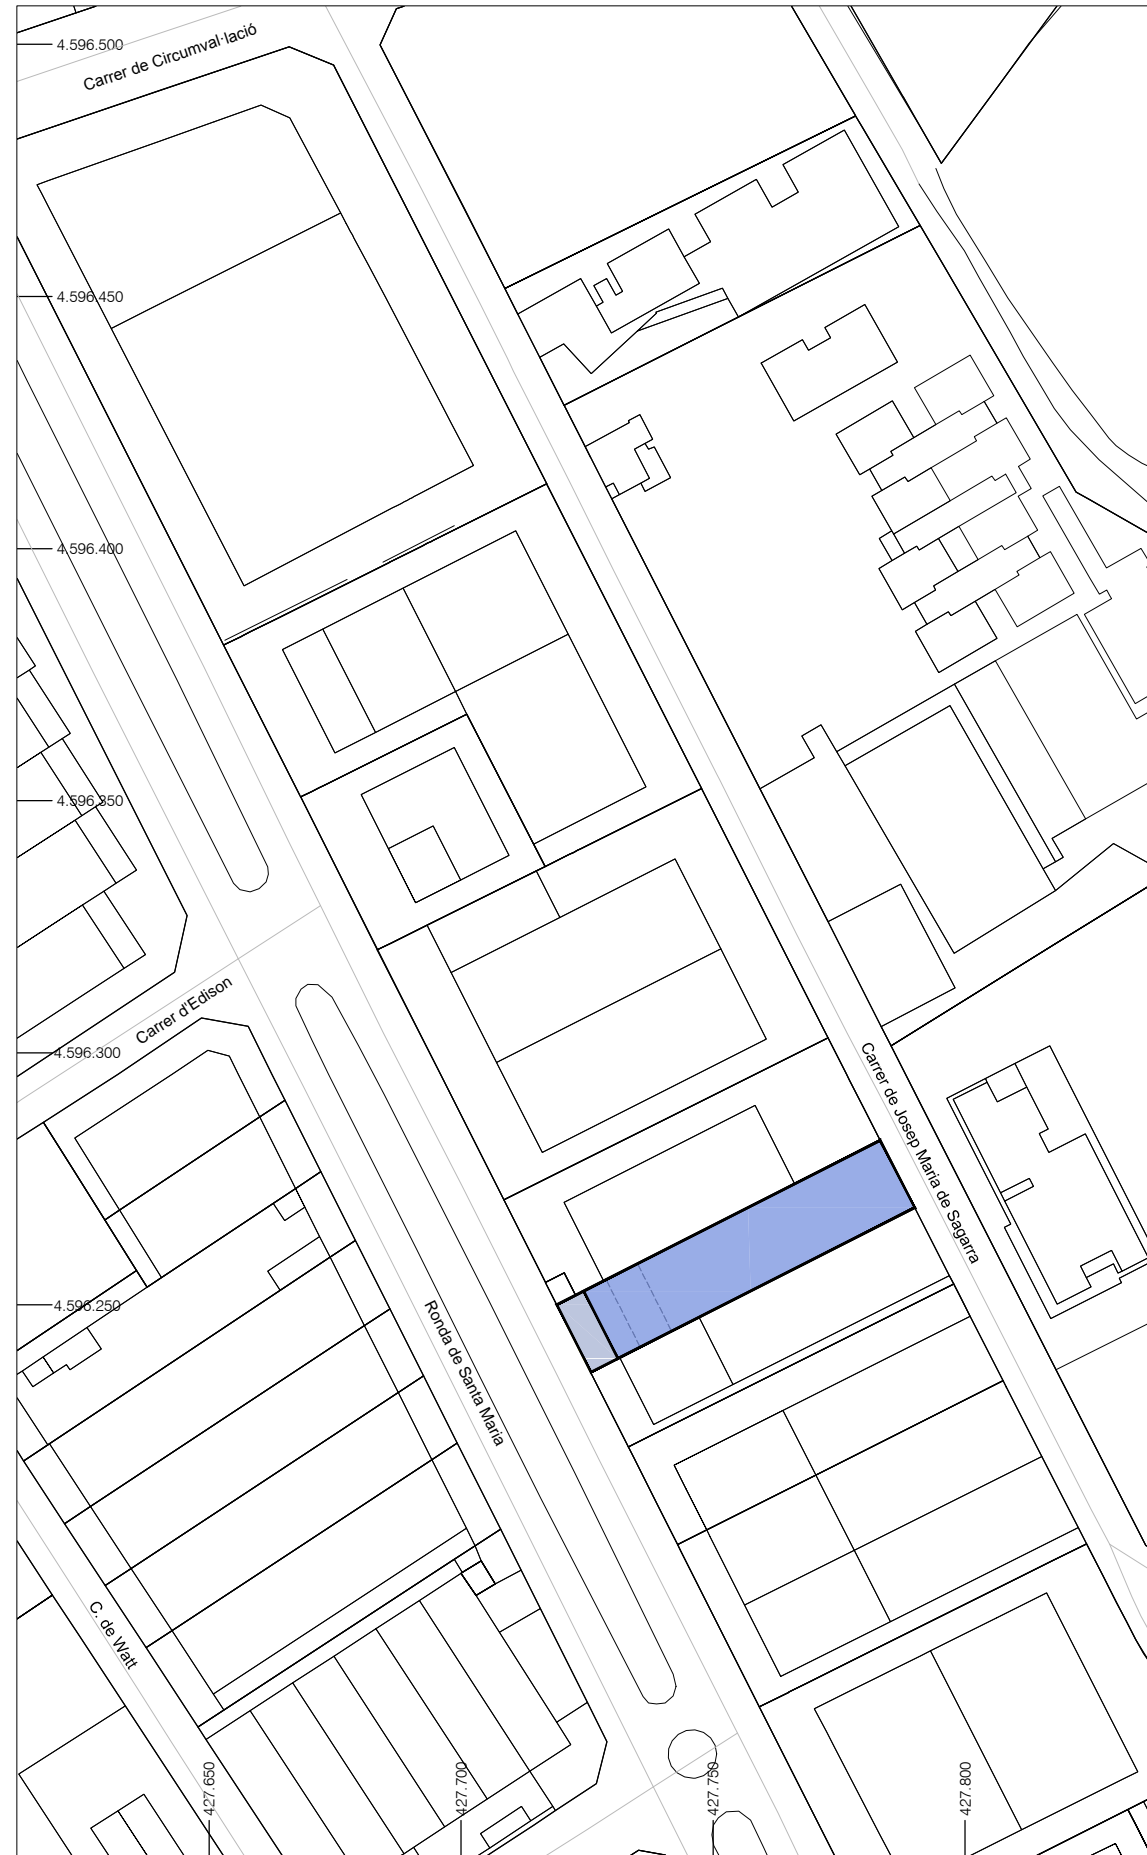 4.596.500
Carrer de Circumval·lació
4.596.450
4.596.400
4.596.350
Carrer d'Edison
4.596.300
Carrer de Josep Maria de Sagarra
4.596.250
Ronda de Santa Maria
C. de Watt
427.650
427.700
427.750
427.800